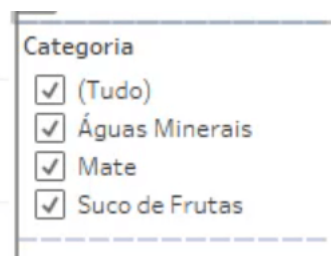 Categoria
(Tudo)
Águas Minerais
Mate
Suco de Frutas